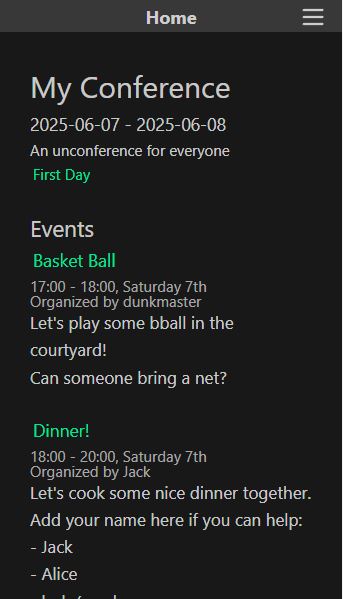 Home
My Conference
2025-06-07 - 2025-06-08
An unconference for everyone
First Day
Events
Basket Ball
17:00 - 18:00, Saturday 7th
Organized by dunkmaster
Let's play some bball in the
courtyard!
Can someone bring a net?
Dinner!
18:00 - 20:00, Saturday 7th
Organized by Jack
Let's cook some nice dinner together.
Add your name here if you can help:
- Jack
- Alice